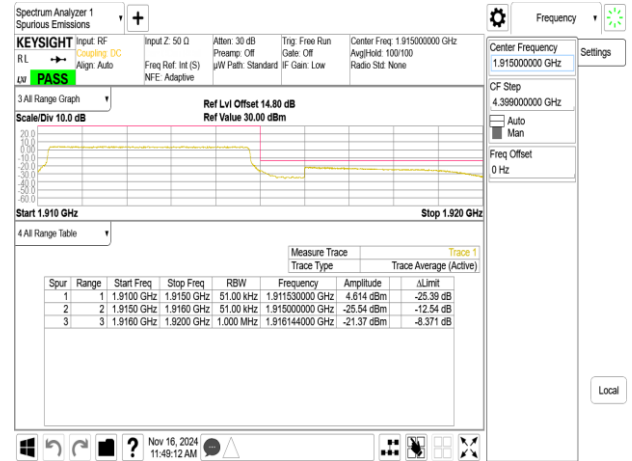 Spectrum Analyzer 1
Spurious Emissions
Frequency
KEYSIGHT
Input: RF
Input Z: 50 Ω
Atten: 30 dB
Trig: Free Run
Center Freq: 1.915000000 GHz
Coupling: DC
Preamp: Off
Gate: Off
Avg|Hold: 100/100
RL
Align: Auto
Freq Ref: Int (S)
µW Path: Standard
IF Gain: Low
Radio Std: None
NFE: Adaptive
LXI PASS
Center Frequency
1.915000000 GHz
Settings
CF Step
4.399000000 GHz
Auto
Man
Freq Offset
0 Hz
3 All Range Graph
Ref Lvl Offset 14.80 dB
Scale/Div 10.0 dB
Ref Value 30.00 dBm
20.0
10.0
0.00
-10.0
-20.0
-30.0
-40.0
-50.0
-60.0
Start 1.910 GHz
Stop 1.920 GHz
4 All Range Table
Measure Trace Trace 1
Trace Type Trace Average (Active)
Spur Range Start Freq Stop Freq RBW Frequency Amplitude ΔLimit
1 1 1.9100 GHz 1.9150 GHz 51.00 kHz 1.911530000 GHz 4.614 dBm -25.39 dB
2 2 1.9150 GHz 1.9160 GHz 51.00 kHz 1.915000000 GHz -25.54 dBm -12.54 dB
3 3 1.9160 GHz 1.9200 GHz 1.000 MHz 1.916144000 GHz -21.37 dBm -8.371 dB
Local
Nov 16, 2024
11:49:12 AM